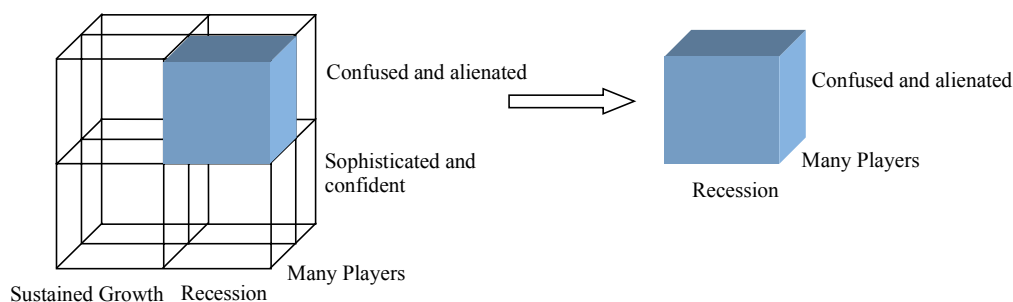 Confused and alienated
Sophisticated and
confident
Many Players
Sustained Growth Recession
Confused and alienated
Many Players
Recession